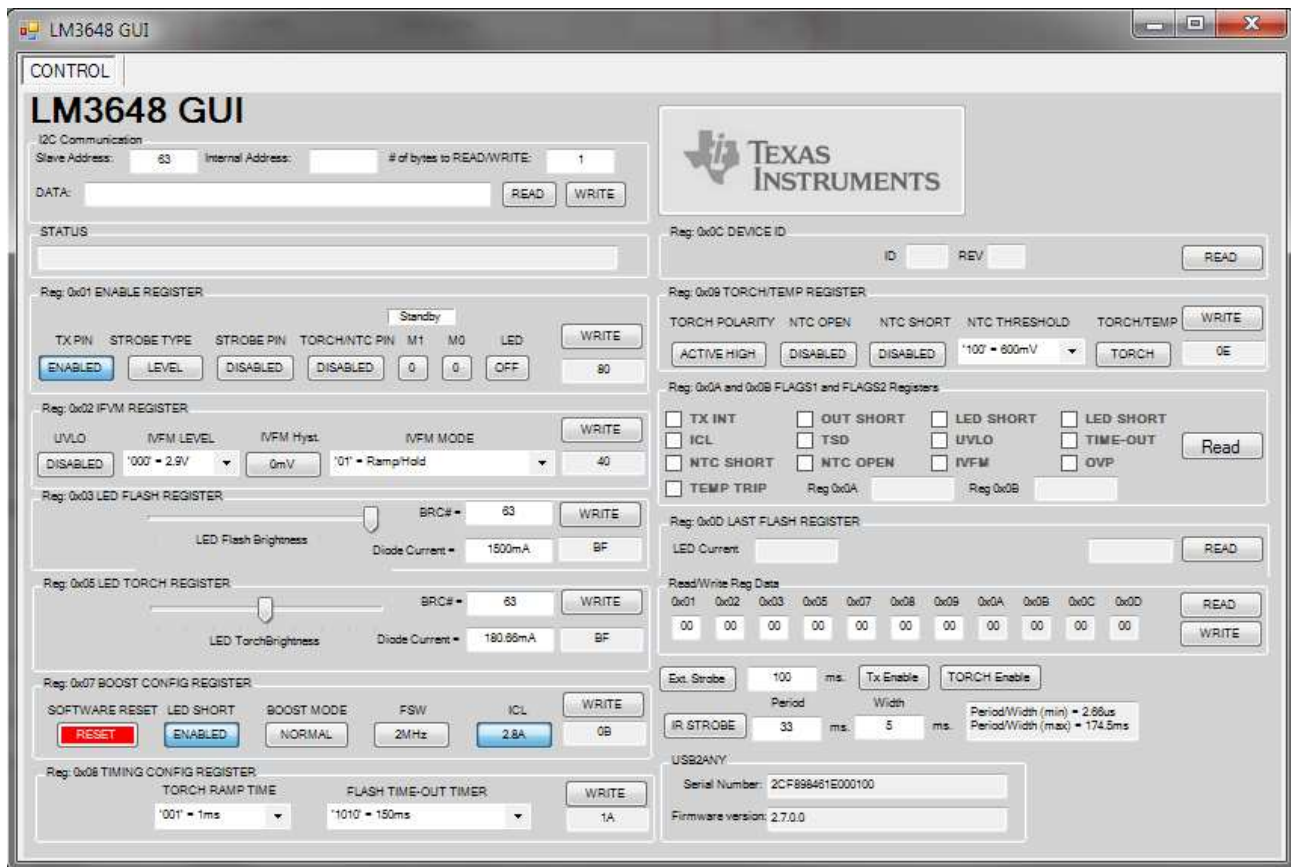 LM3648 GUI
CONTROL
LM3648 GUI
I2C Communication
Slave Address: 63 Internal Address: # of bytes to READ/WRITE: 1
DATA: READ WRITE
STATUS
Reg: 0x01 ENABLE REGISTER
Standby
TX PIN STROBE TYPE STROBE PIN TORCH/NTC PIN M1 M0 LED WRITE
ENABLED LEVEL DISABLED DISABLED 0 0 OFF 80
Reg: 0x02 IFVM REGISTER
UVLO IVFM LEVEL IVFM Hyst. IVFM MODE WRITE
DISABLED '000' = 2.9V 0mV '01' = Ramp/Hold 40
Reg: 0x03 LED FLASH REGISTER
BRC# = 63 WRITE
LED Flash Brightness Diode Current = 1500mA BF
Reg: 0x05 LED TORCH REGISTER
BRC# = 63 WRITE
LED TorchBrightness Diode Current = 180.66mA BF
Reg: 0x07 BOOST CONFIG REGISTER
SOFTWARE RESET LED SHORT BOOST MODE FSW ICL WRITE
RESET ENABLED NORMAL 2MHz 2.8A 0B
Reg: 0x08 TIMING CONFIG REGISTER
TORCH RAMP TIME FLASH TIME-OUT TIMER WRITE
'001' = 1ms '1010' = 150ms 1A
TEXAS
INSTRUMENTS
Reg: 0x0C DEVICE ID
ID REV READ
Reg: 0x09 TORCH/TEMP REGISTER
TORCH POLARITY NTC OPEN NTC SHORT NTC THRESHOLD TORCH/TEMP WRITE
ACTIVE HIGH DISABLED DISABLED '100' = 600mV TORCH 0E
Reg: 0x0A and 0x0B FLAGS1 and FLAGS2 Registers
TX INT OUT SHORT LED SHORT LED SHORT
ICL TSD UVLO TIME-OUT Read
NTC SHORT NTC OPEN IVFM OVP
TEMP TRIP Reg 0x0A Reg 0x0B
Reg: 0x0D LAST FLASH REGISTER
LED Current READ
Read/Write Reg Data
0x01 0x02 0x03 0x05 0x07 0x08 0x09 0x0A 0x0B 0x0C 0x0D READ
00 00 00 00 00 00 00 00 00 00 00 WRITE
Ext. Strobe 100 ms. Tx Enable TORCH Enable
Period Width
IR STROBE 33 ms. 5 ms. Period/Width (min) = 2.66us
Period/Width (max) = 174.5ms
USB2ANY
Serial Number: 2CF898461E000100
Firmware version: 2.7.0.0